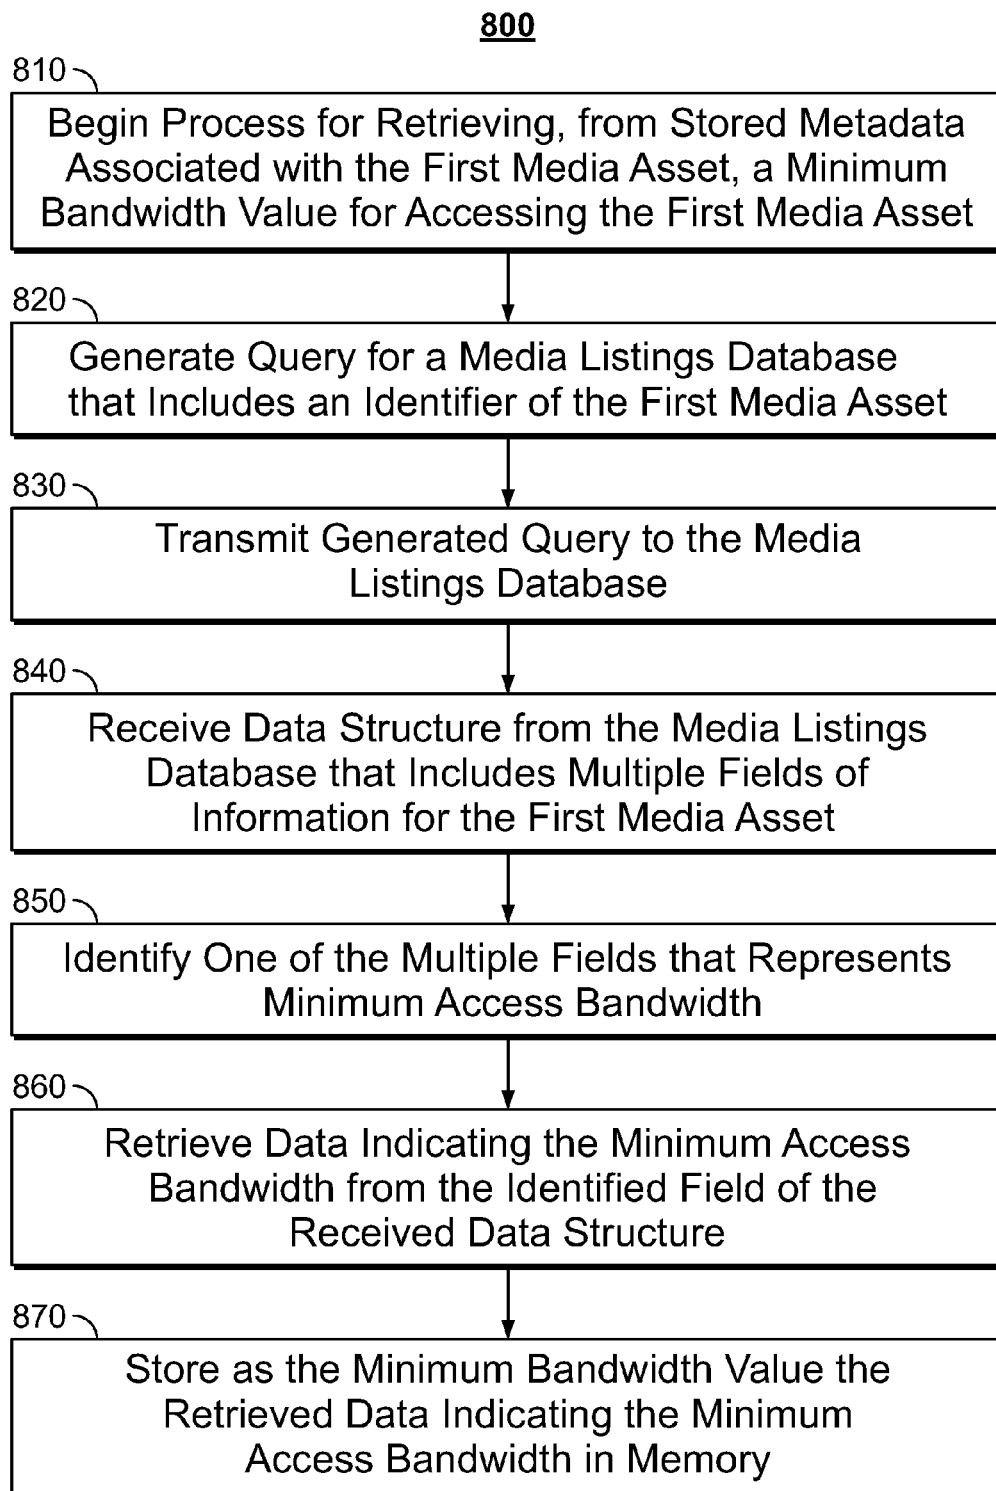 800
810
Begin Process for Retrieving, from Stored Metadata
Associated with the First Media Asset, a Minimum
Bandwidth Value for Accessing the First Media Asset
820
Generate Query for a Media Listings Database
that Includes an Identifier of the First Media Asset
830
Transmit Generated Query to the Media
Listings Database
840
Receive Data Structure from the Media Listings
Database that Includes Multiple Fields of
Information for the First Media Asset
850
Identify One of the Multiple Fields that Represents
Minimum Access Bandwidth
860
Retrieve Data Indicating the Minimum Access
Bandwidth from the Identified Field of the
Received Data Structure
870
Store as the Minimum Bandwidth Value the
Retrieved Data Indicating the Minimum
Access Bandwidth in Memory